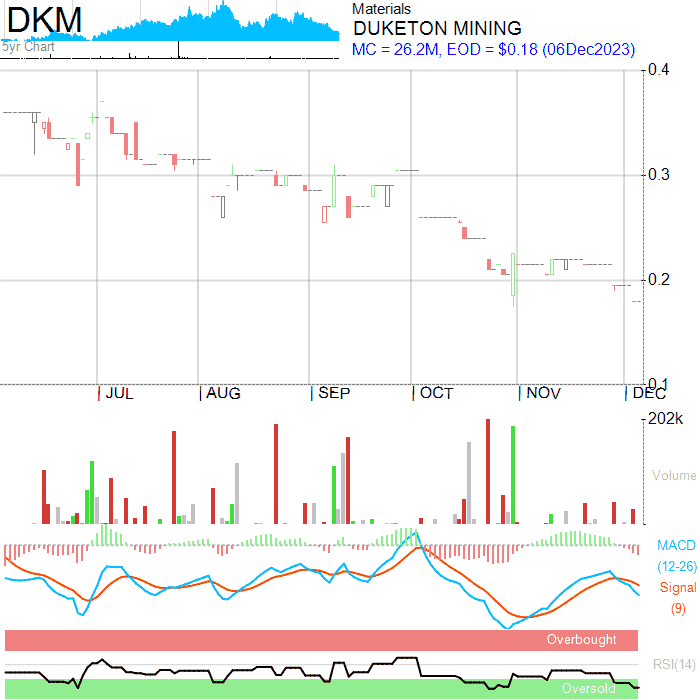 DKM
Materials
DUKETON MINING
5yr Chart
MC = 26.2M, EOD = $0.18 (06Dec2023)
0.4
0.3
0.2
0.1
JUL AUG SEP OCT NOV DEC
202k
Volume
MACD
(12-26)
Signal
(9)
Overbought
RSI(14)
Oversold